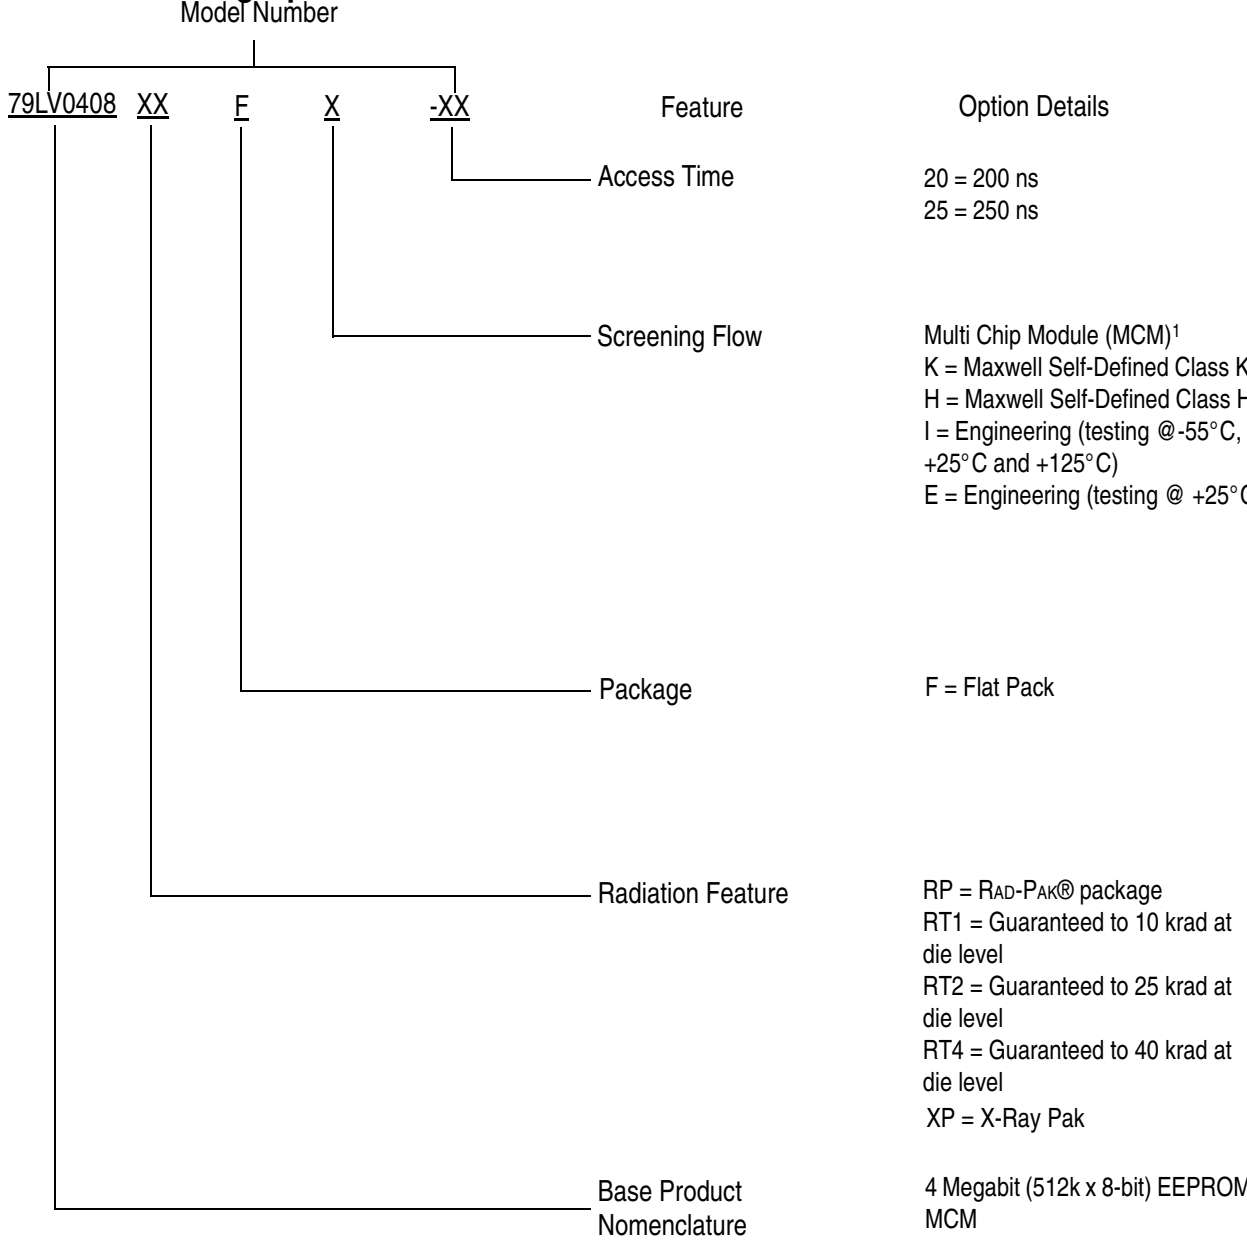 Model Number
79LV0408 XX F X -XX Feature Option Details
Access Time 20 = 200 ns
25 = 250 ns
Screening Flow Multi Chip Module (MCM)1
K = Maxwell Self-Defined Class K
H = Maxwell Self-Defined Class H
I = Engineering (testing @-55°C,
+25°C and +125°C)
E = Engineering (testing @ +25°C
Package F = Flat Pack
Radiation Feature RP = RAD-PAK® package
RT1 = Guaranteed to 10 krad at
die level
RT2 = Guaranteed to 25 krad at
die level
RT4 = Guaranteed to 40 krad at
die level
XP = X-Ray Pak
Base Product 4 Megabit (512k x 8-bit) EEPROM
Nomenclature MCM